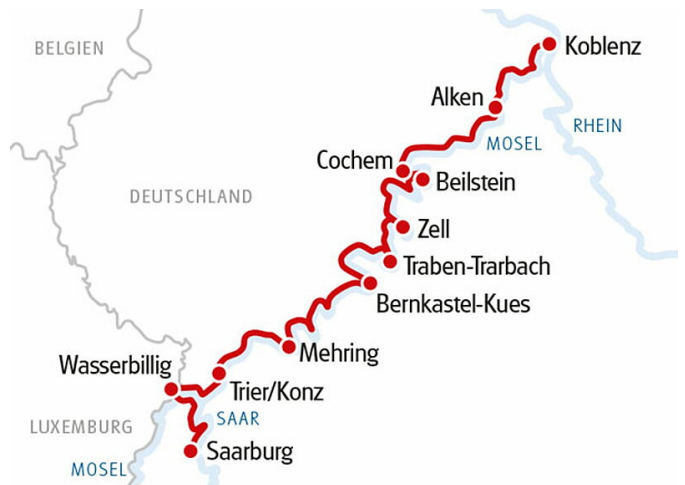 BELGIEN
Koblenz
Alken
RHEIN
MOSEL
Cochem
Beilstein
DEUTSCHLAND
Zell
Traben-Trarbach
Bernkastel-Kues
Mehring
Wasserbillig
Trier/Konz
SAAR
LUXEMBURG
Saarburg
MOSEL